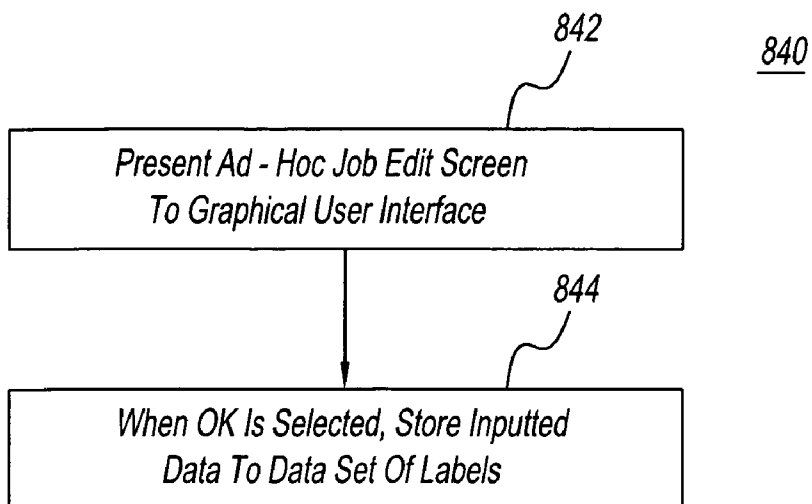 842
840
Present Ad - Hoc Job Edit Screen
To Graphical User Interface
844
When OK Is Selected, Store Inputted
Data To Data Set Of Labels